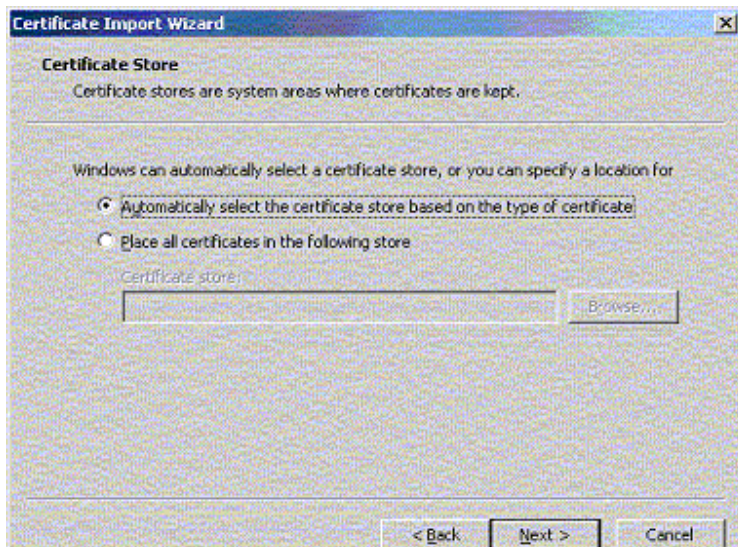 Certificate Import Wizard
Certificate Store
Certificate stores are system areas where certificates are kept.
Windows can automatically select a certificate store, or you can specify a location for
Automatically select the certificate store based on the type of certificate
Place all certificates in the following store
Certificate store:
Browse...
< Back Next > Cancel